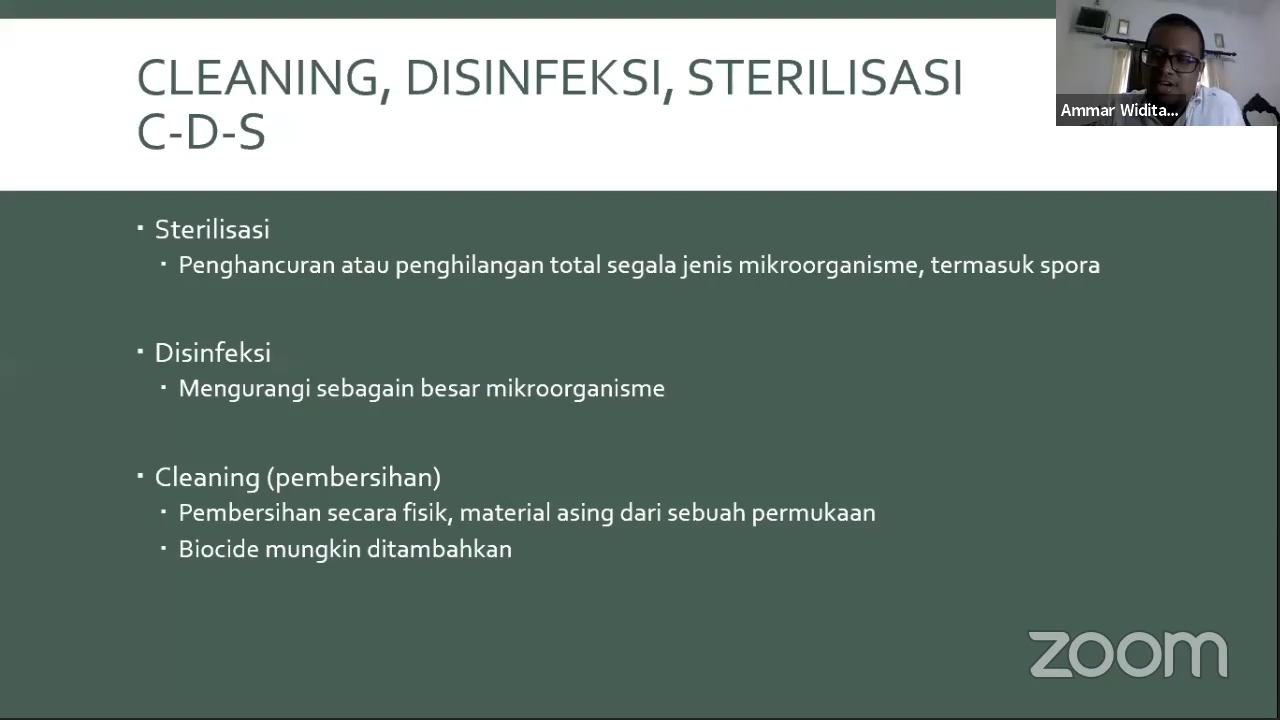 CLEANING, DISINFEKSI, STERILISASI
C-D-S
Ammar Widita...
▪ Sterilisasi
▪ Penghancuran atau penghilangan total segala jenis mikroorganisme, termasuk spora
▪ Disinfeksi
▪ Mengurangi sebagain besar mikroorganisme
▪ Cleaning (pembersihan)
▪ Pembersihan secara fisik, material asing dari sebuah permukaan
▪ Biocide mungkin ditambahkan
zoom